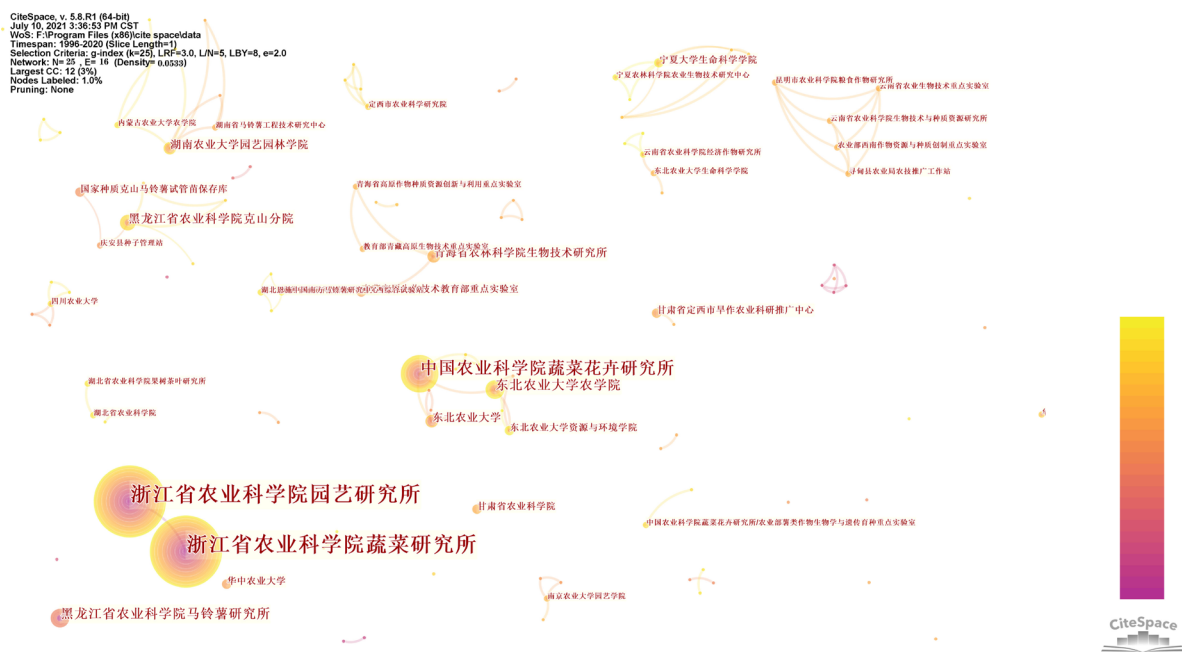 CiteSpace, v. 5.8.R1 (64-bit)
July 10, 2021 3:36:53 PM CST
WoS: F:\Program Files (x86)\cite space\data
Timespan: 1996-2020 (Slice Length=1)
Selection Criteria: g-index (k=25), LRF=3.0, L/N=5, LBY=8, e=2.0
Network: N= 25 , E= 16 (Density= 0.0533)
Largest CC: 12 (3%)
Nodes Labeled: 1.0%
Pruning: None
宁夏大学生命科学学院
宁夏农林科学院农业生物技术研究中心
昆明市农业科学院粮食作物研究所
云南省农业生物技术重点实验室
定西市农业科学研究院
内蒙古农业大学农学院
湖南省马铃薯工程技术研究中心
云南省农业科学院生物技术与种质资源研究所
湖南农业大学园艺园林学院
农业部西南作物资源与种质创制重点实验室
云南省农业科学院经济作物研究所
东北农业大学生命科学学院
寻甸县农业局农技推广工作站
国家种质克山马铃薯试管苗保存库
青海省高原作物种质资源创新与利用重点实验室
黑龙江省农业科学院克山分院
庆安县种子管理站
教育部青藏高原生物技术重点实验室
青海省农林科学院生物技术研究所
技术教育部重点实验室
四川农业大学
甘肃省定西市旱作农业科研推广中心
中国农业科学院蔬菜花卉研究所
东北农业大学农学院
湖北省农业科学院果树茶叶研究所
湖北省农业科学院
东北农业大学
东北农业大学资源与环境学院
浙江省农业科学院园艺研究所
甘肃省农业科学院
中国农业科学院蔬菜花卉研究所/农业部薯类作物生物学与遗传育种重点实验室
浙江省农业科学院蔬菜研究所
华中农业大学
南京农业大学园艺学院
黑龙江省农业科学院马铃薯研究所
CiteSpace